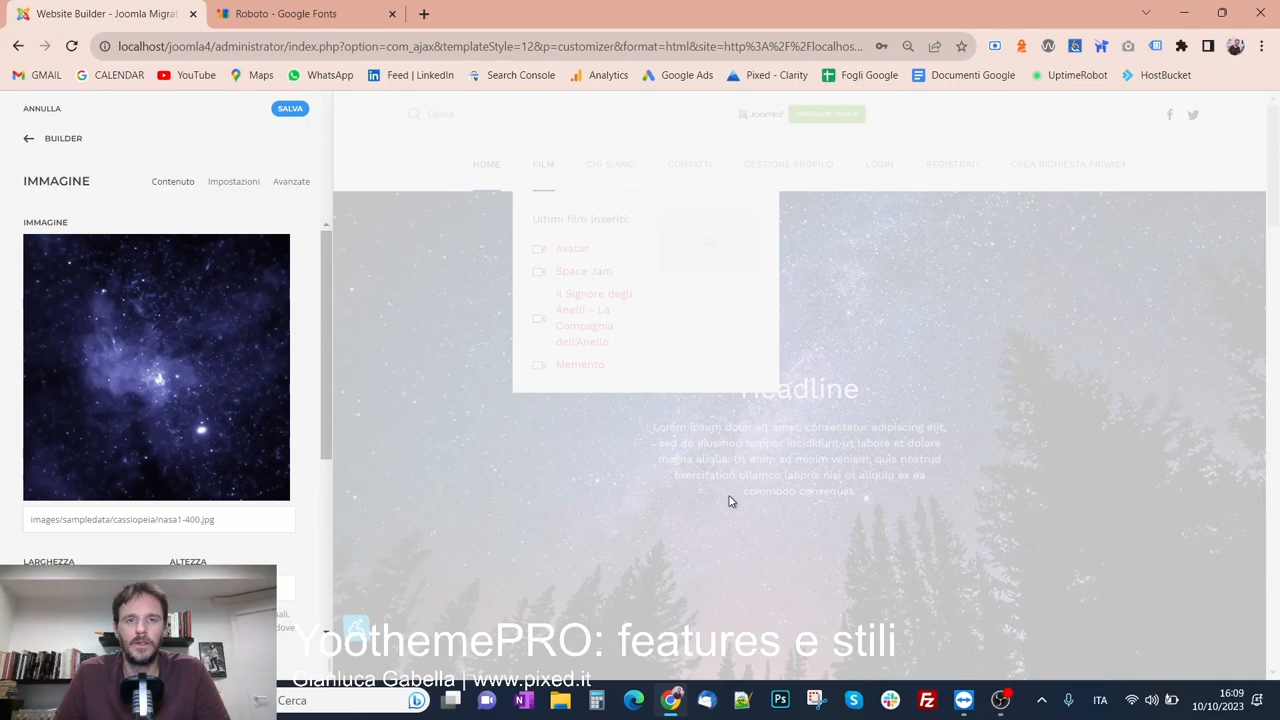 Website - Modifica
Joomla!
localhost/joomla4/administrator/index.php?option=com_ajax&templateStyle=12&p=customizer&format=html&site=http%3A%2F%2Flocalhos...
GMAIL CALENDAR YouTube Maps WhatsApp Feed | LinkedIn Search Console Analytics Google Ads Pixed - Clarity Fogli Google Documenti Google UptimeRobot HostBucket
ANNULLA SALVA
BUILDER
IMMAGINE Contenuto Impostazioni Avanzate
IMMAGINE
images/sampledata/cassiopeia/nasa1-400.jpg
LARGHEZZA ALTEZZA
Cerca Joomla!
HOME FILM CHI SIAMO CONTATTI GESTIONE PROFILO LOGIN REGISTRATI CREA RICHIESTA PRIVACY
Ultimi film inseriti:
Avatar
Space Jam
Il Signore degli
Anelli - La
Compagnia
dell'Anello
Memento
Headline
Lorem ipsum dolor sit amet, consectetur adipiscing elit,
sed do eiusmod tempor incididunt ut labore et dolore
magna aliqua. Ut enim ad minim veniam, quis nostrud
exercitation ullamco laboris nisi ut aliquip ex ea
commodo consequat.
YoothemePRO: features e stili
Gianluca Gabella | www.pixed.it
Cerca
ITA
16:09
10/10/2023